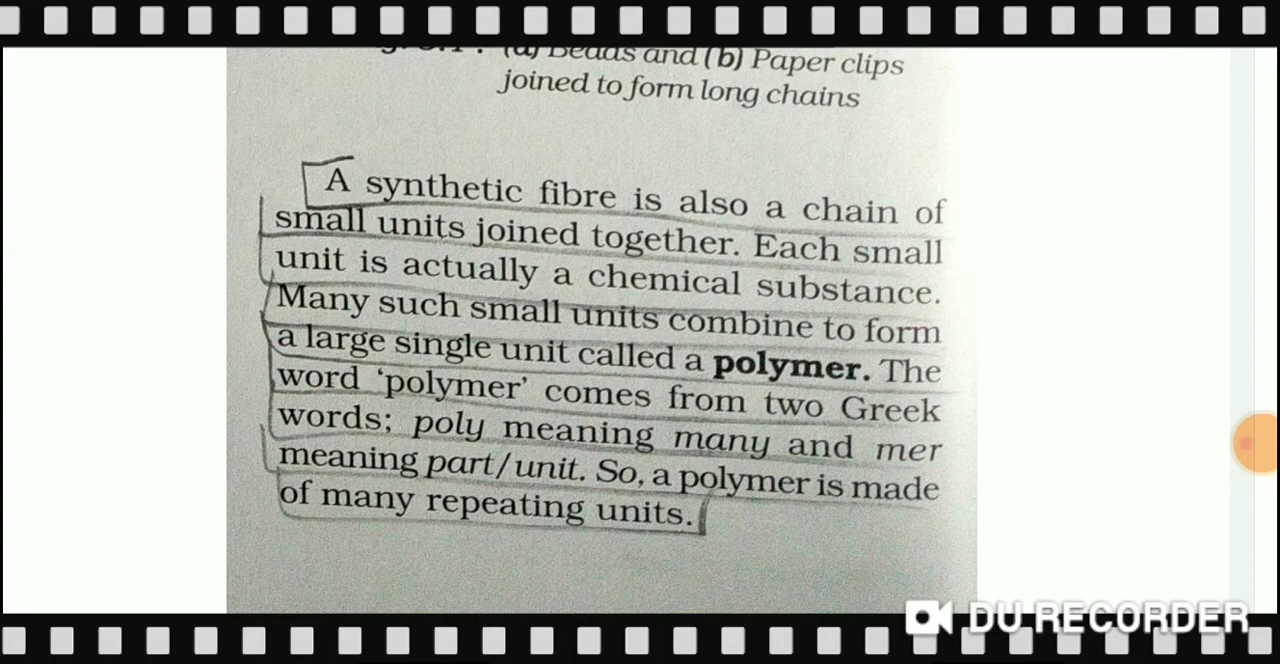 (a) Beads and (b) Paper clips
joined to form long chains
A synthetic fibre is also a chain of
small units joined together. Each small
unit is actually a chemical substance.
Many such small units combine to form
a large single unit called a polymer. The
word ‘polymer’ comes from two Greek
words; poly meaning many and mer
meaning part/unit. So, a polymer is made
of many repeating units.
DU RECORDER